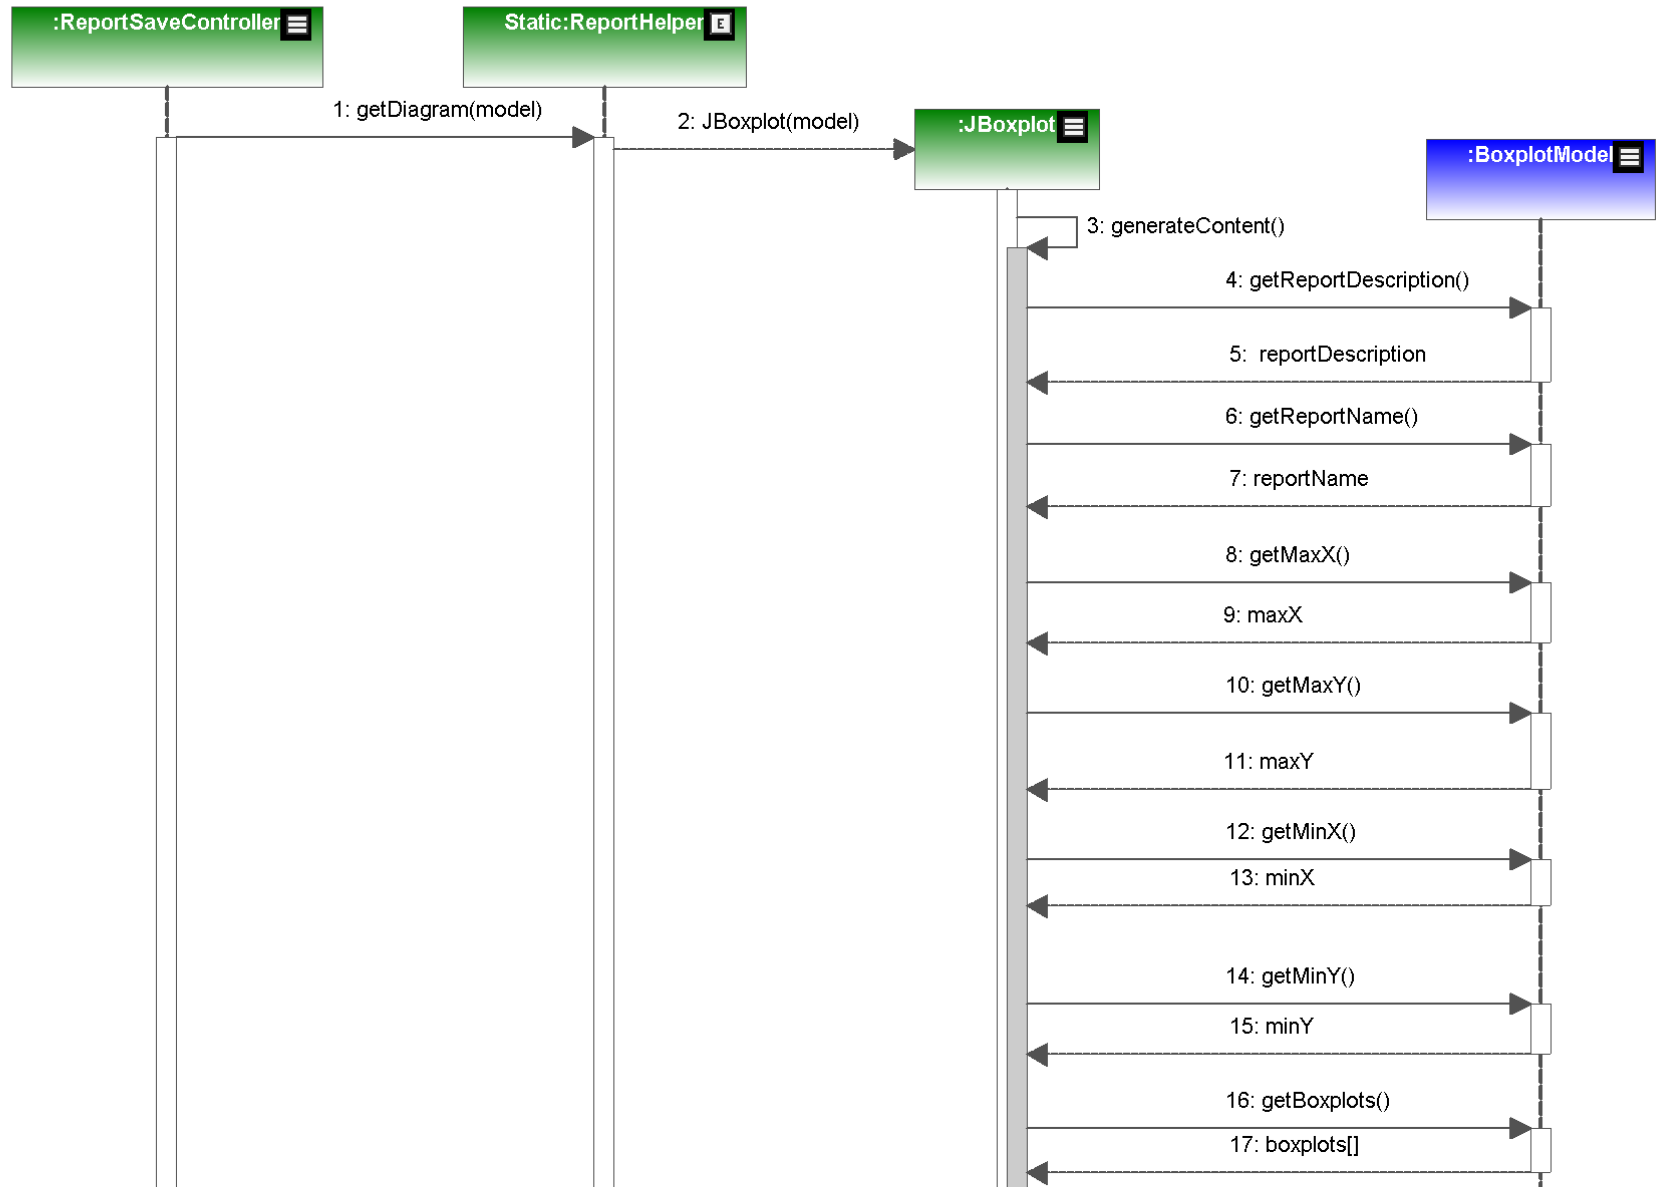 :ReportSaveController
Static:ReportHelper E
1: getDiagram(model)
2: JBoxplot(model)
:JBoxplot
:BoxplotModel
3: generateContent()
4: getReportDescription()
5: reportDescription
6: getReportName()
7: reportName
8: getMaxX()
9: maxX
10: getMaxY()
11: maxY
12: getMinX()
13: minX
14: getMinY()
15: minY
16: getBoxplots()
17: boxplots[]